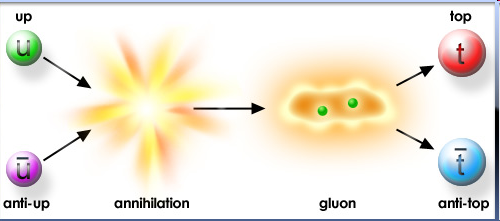 up
top
u
t
u̅
t̅
anti-up
annihilation
gluon
anti-top